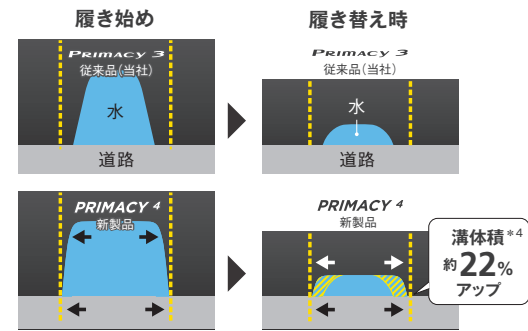 履き始め
履き替え時
PRIMACY 3
従来品(当社)
水
道路
PRIMACY 3
従来品(当社)
水
道路
PRIMACY 4
新製品
PRIMACY 4
新製品
溝体積*4
約22%
アップ